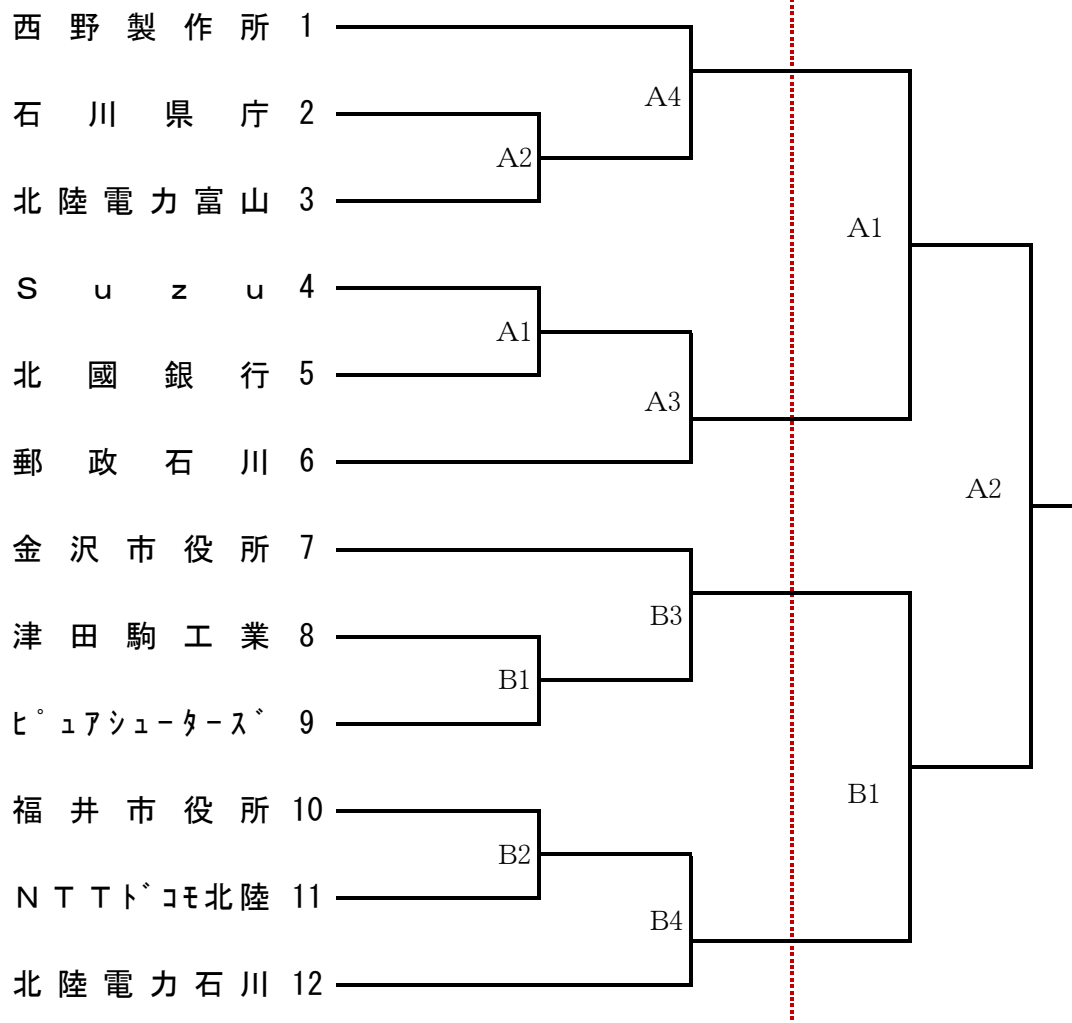 西野製作所 1
A4
石川県庁 2
A2
北陸電力富山 3
A1
Ｓｕｚｕ 4
A1
北國銀行 5
A3
郵政石川 6
A2
金沢市役所 7
B3
津田駒工業 8
B1
ﾋﾟｭｱｼｭｰﾀｰｽﾞ 9
B1
福井市役所 10
B2
ＮＴＴﾄﾞｺﾓ北陸 11
B4
北陸電力石川 12